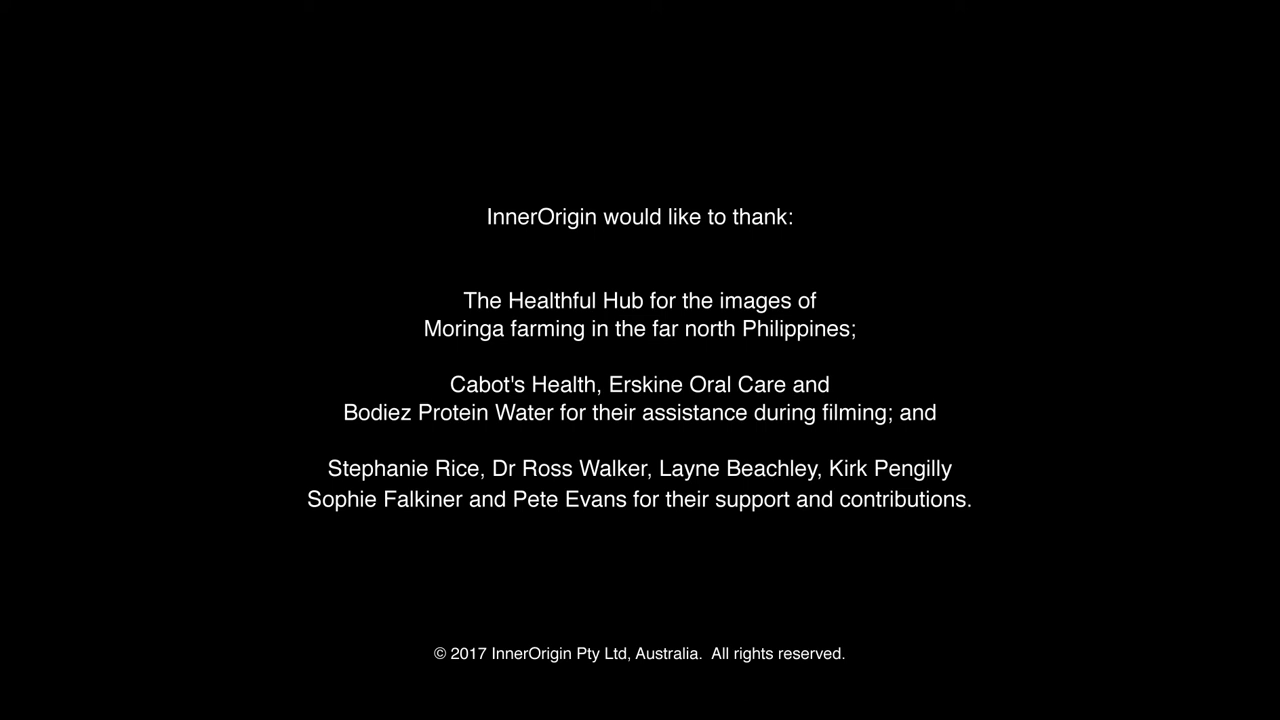 InnerOrigin would like to thank:
The Healthful Hub for the images of
Moringa farming in the far north Philippines;
Cabot's Health, Erskine Oral Care and
Bodiez Protein Water for their assistance during filming; and
Stephanie Rice, Dr Ross Walker, Layne Beachley, Kirk Pengilly
Sophie Falkiner and Pete Evans for their support and contributions.
© 2017 InnerOrigin Pty Ltd, Australia.  All rights reserved.